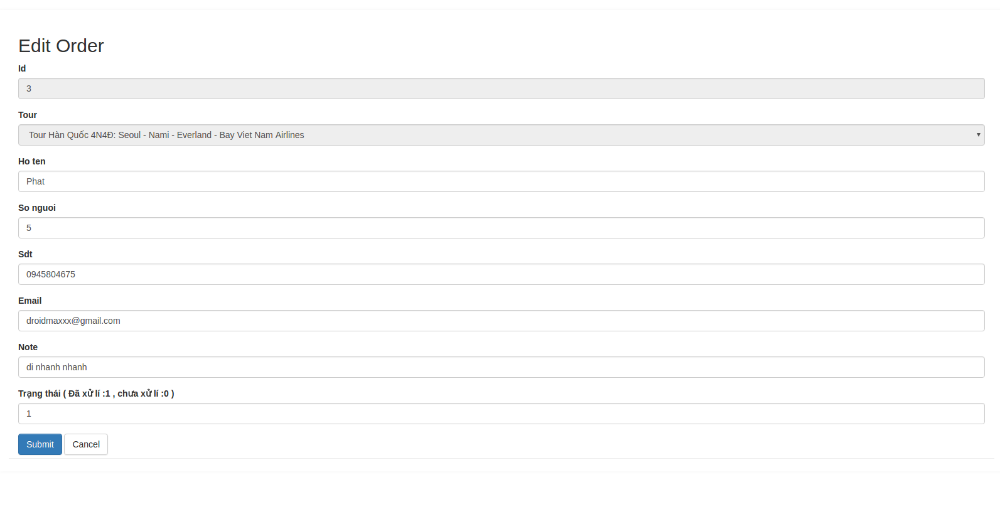 Edit Order
Id
3
Tour
Tour Hàn Quốc 4N4Đ: Seoul - Nami - Everland - Bay Viet Nam Airlines
Ho ten
Phat
So nguoi
5
Sdt
0945804675
Email
droidmaxxx@gmail.com
Note
di nhanh nhanh
Trạng thái ( Đã xử lí :1 , chưa xử lí :0 )
1
Submit Cancel